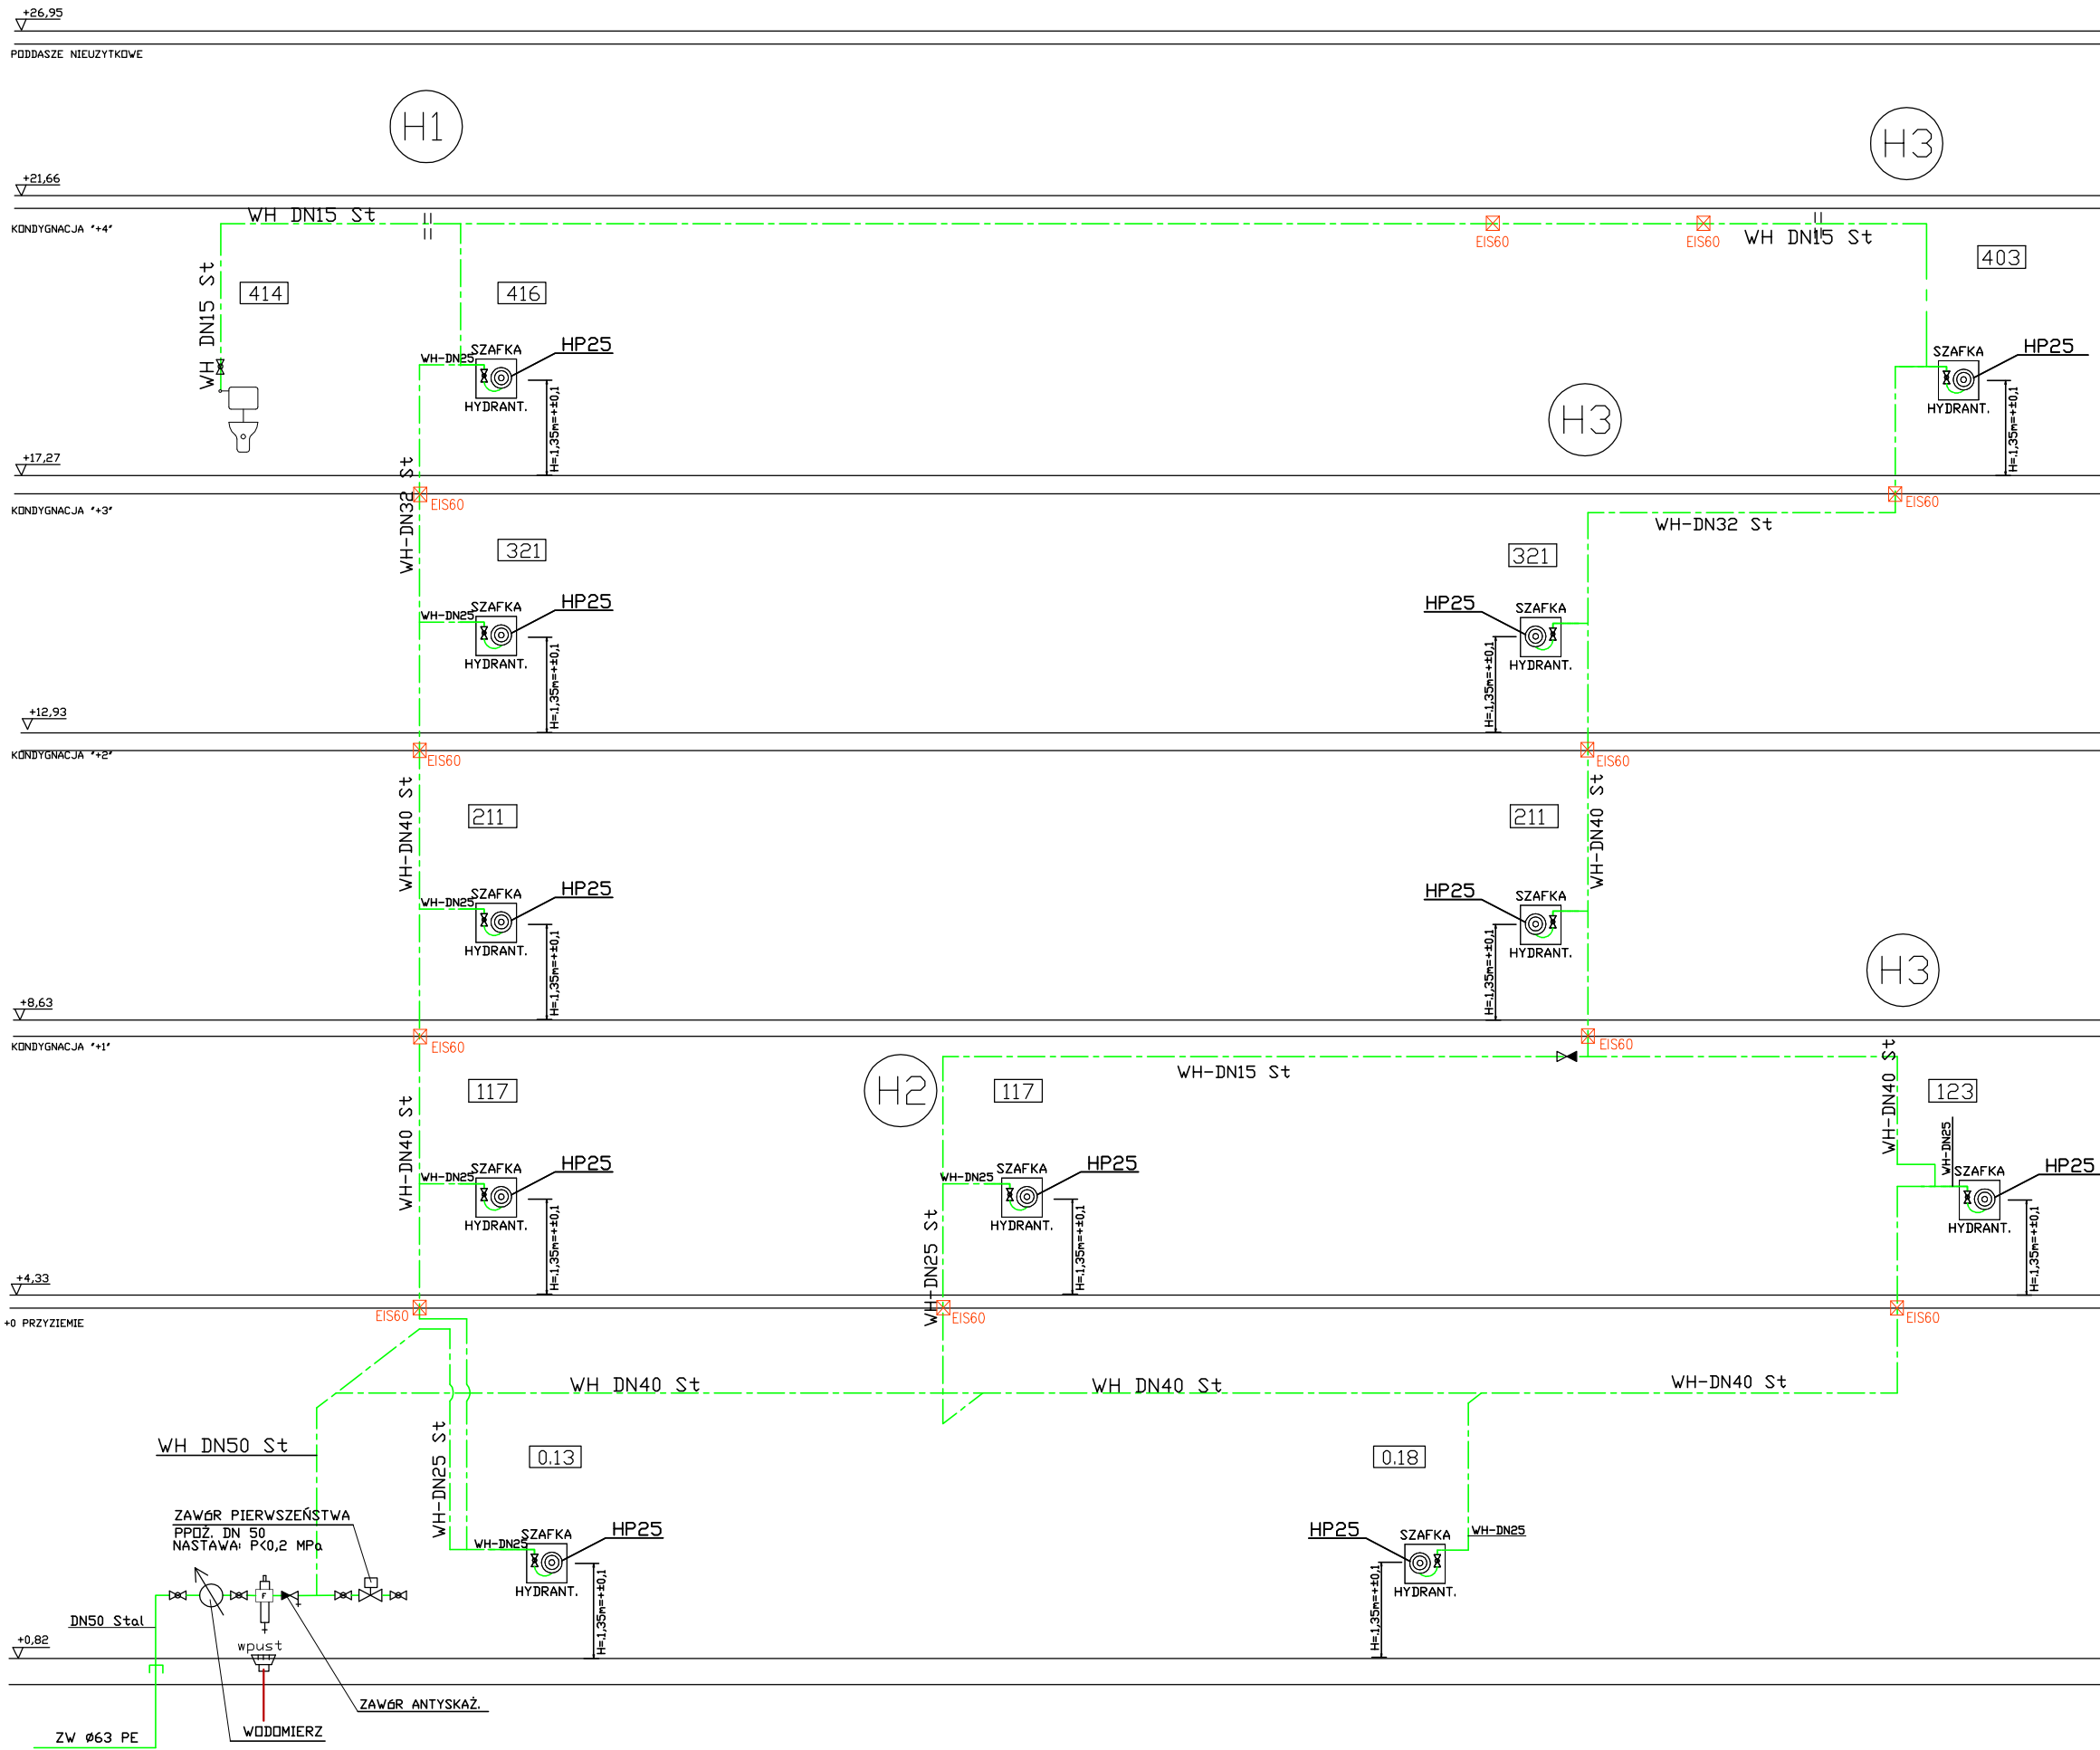 +26,95
PODDASZE NIEUZYTKOWE
H1
H3
+21,66
WH DN15 St
KONDYGNACJA "+4"
EIS60
EIS60
WH DN15 St
403
WH DN15 St
414
416
SZAFKA
HP25
WH-DN25
HYDRANT.
H=.1,35m=+±0,1
SZAFKA
HP25
HYDRANT.
H=.1,35m=+±0,1
H3
+17,27
WH-DN32 St
EIS60
EIS60
KONDYGNACJA "+3"
WH-DN32 St
321
321
SZAFKA
HP25
WH-DN25
HYDRANT.
H=.1,35m=+±0,1
HP25
SZAFKA
HYDRANT.
H=.1,35m=+±0,1
+12,93
KONDYGNACJA "+2"
EIS60
EIS60
WH-DN40 St
211
211
WH-DN40 St
SZAFKA
HP25
WH-DN25
HYDRANT.
H=.1,35m=+±0,1
HP25
SZAFKA
HYDRANT.
H=.1,35m=+±0,1
H3
+8,63
KONDYGNACJA "+1"
EIS60
EIS60
WH-DN15 St
H2
WH-DN40 St
117
117
WH-DN40 St
123
WH-DN25
SZAFKA
HP25
WH-DN25
HYDRANT.
H=.1,35m=+±0,1
SZAFKA
HP25
WH-DN25
HYDRANT.
H=.1,35m=+±0,1
SZAFKA
HP25
HYDRANT.
H=.1,35m=+±0,1
WH-DN25 St
+4,33
EIS60
EIS60
EIS60
+0 PRZYZIEMIE
WH DN40 St
WH DN40 St
WH-DN40 St
WH DN50 St
WH-DN25 St
0.13
0.18
ZAWÓR PIERWSZEŃSTWA
PPOŻ. DN 50
NASTAWA: P<0,2 MPa
SZAFKA
HP25
WH-DN25
HYDRANT.
H=.1,35m=+±0,1
HP25
SZAFKA
WH-DN25
HYDRANT.
H=.1,35m=+±0,1
F
DN50 Stal
+0,82
wpust
ZAWÓR ANTYSKAŻ.
WODOMIERZ
ZW Ø63 PE